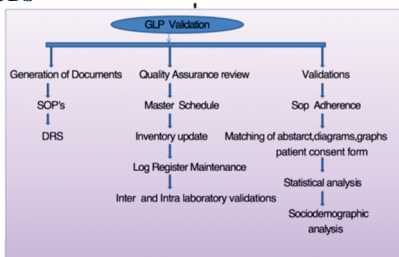 GLP Validation
Generation of Documents
SOP's
DRS
Quality Assurance review
Master Schedule
Inventory update
Log Register Maintenance
Inter and Intra laboratory validations
Validations
Sop Adherence
Matching of abstarct,diagrams,graphs
patient consent form
Statistical analysis
Sociodemographic
analysis